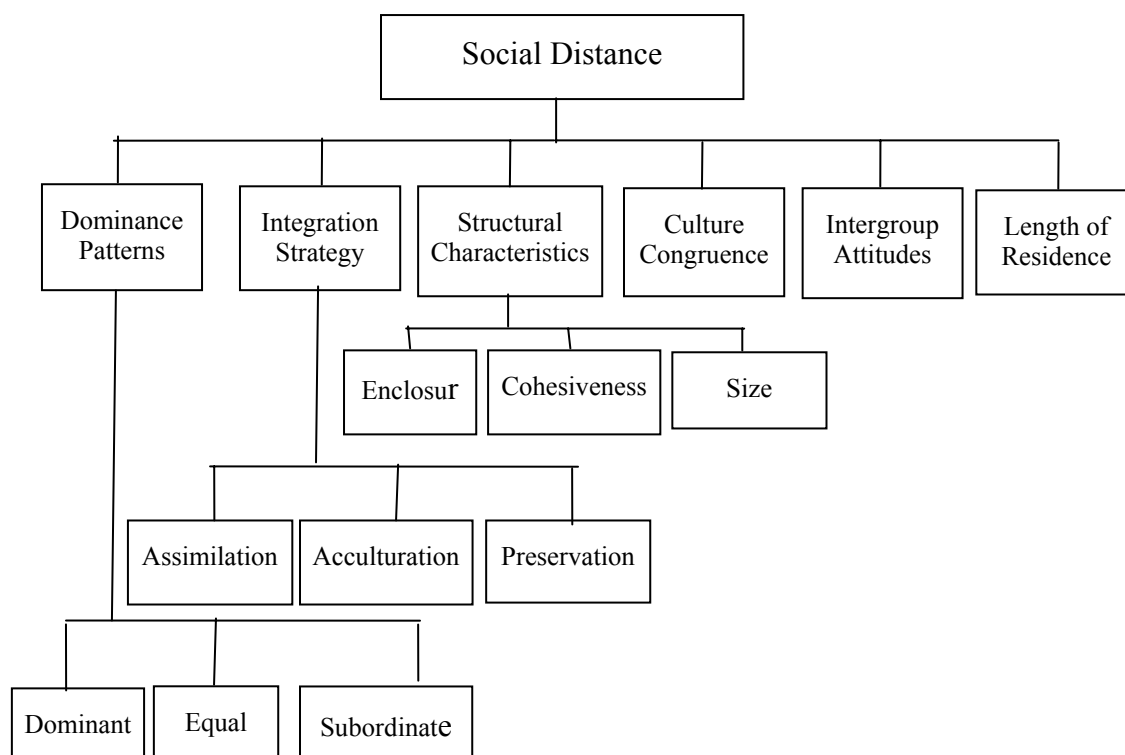 Social Distance
Dominance
Patterns
Integration
Strategy
Structural
Characteristics
Culture
Congruence
Intergroup
Attitudes
Length of
Residence
Enclosur
Cohesiveness
Size
Assimilation
Acculturation
Preservation
Dominant
Equal
Subordinate